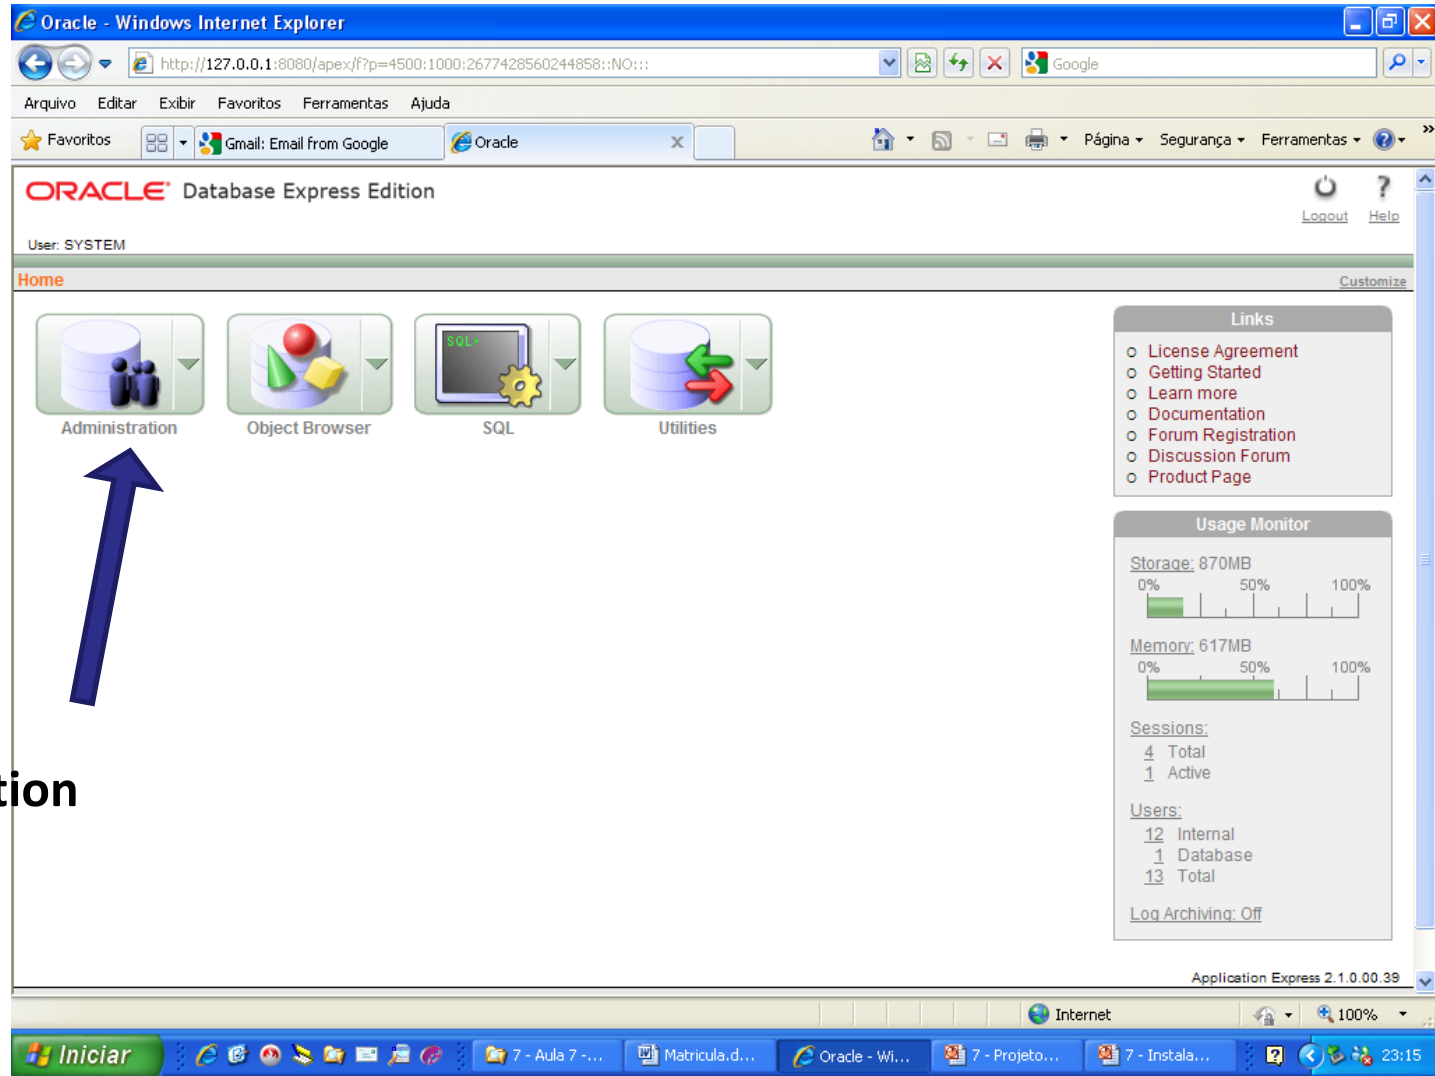 Oracle - Windows Internet Explorer
http://127.0.0.1:8080/apex/f?p=4500:1000:2677428560244858::NO:::
Google
Arquivo Editar Exibir Favoritos Ferramentas Ajuda
Favoritos
Gmail: Email from Google
Oracle
Página Segurança Ferramentas
ORACLE Database Express Edition
Logout Help
User: SYSTEM
Home
Customize
SQL>
Administration
Object Browser
SQL
Utilities
Links
License Agreement
Getting Started
Learn more
Documentation
Forum Registration
Discussion Forum
Product Page
Usage Monitor
Storage: 870MB
0% 50% 100%
Memory: 617MB
0% 50% 100%
Sessions:
4 Total
1 Active
Users:
12 Internal
1 Database
13 Total
Log Archiving: Off
tion
Application Express 2.1.0.00.39
Internet
100%
Iniciar
7 - Aula 7 -...
Matricula.d...
Oracle - Wi...
7 - Projeto...
7 - Instala...
23:15